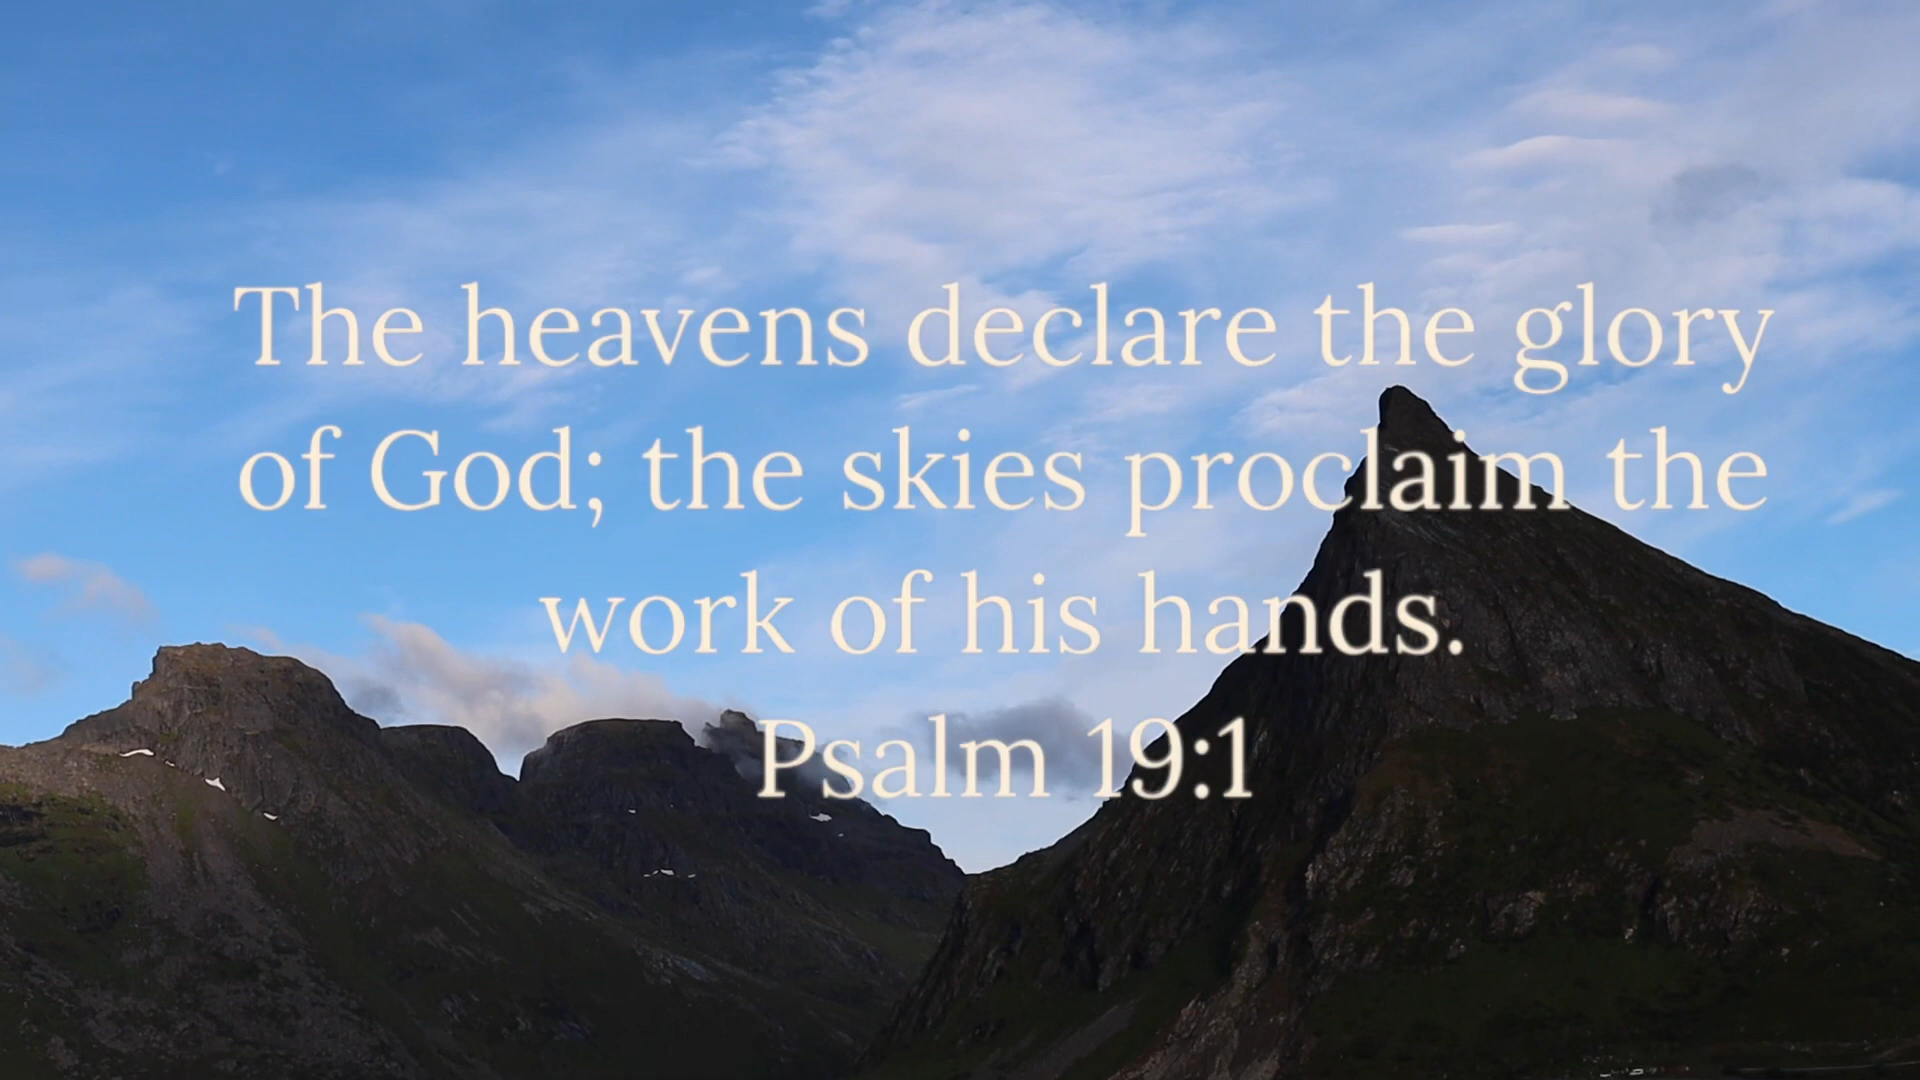 The heavens declare the glory
of God; the skies proclaim the
work of his hands.
Psalm 19:1